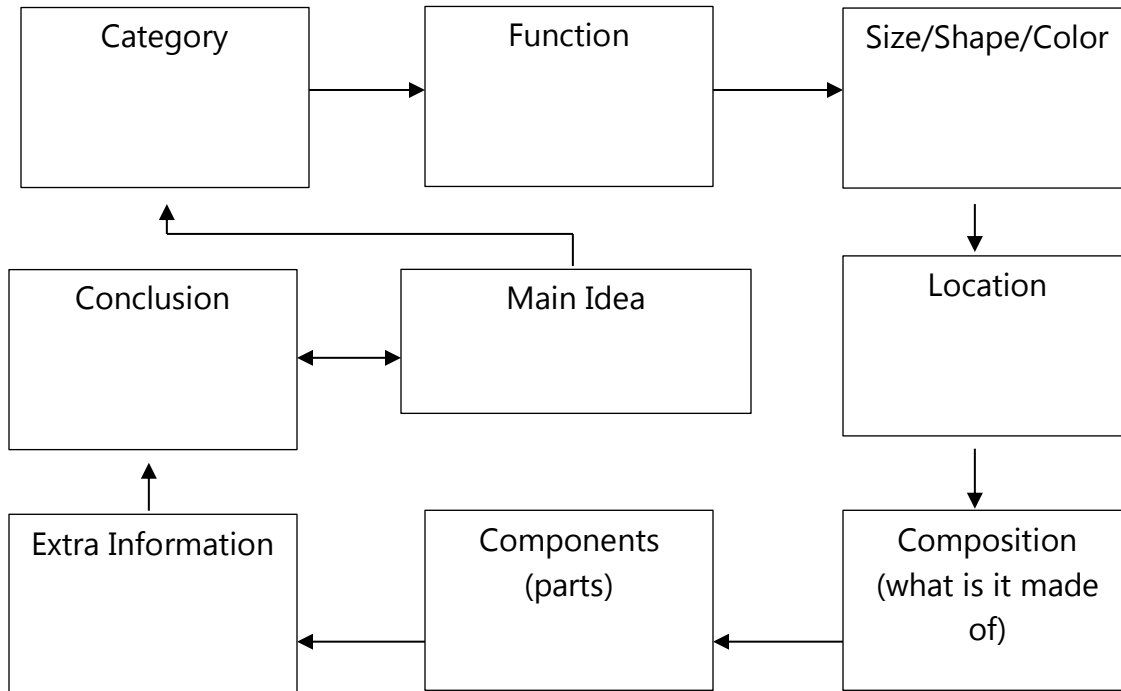 Category
Function
Size/Shape/Color
Conclusion
Main Idea
Location
Extra Information
Components
(parts)
Composition
(what is it made
of)